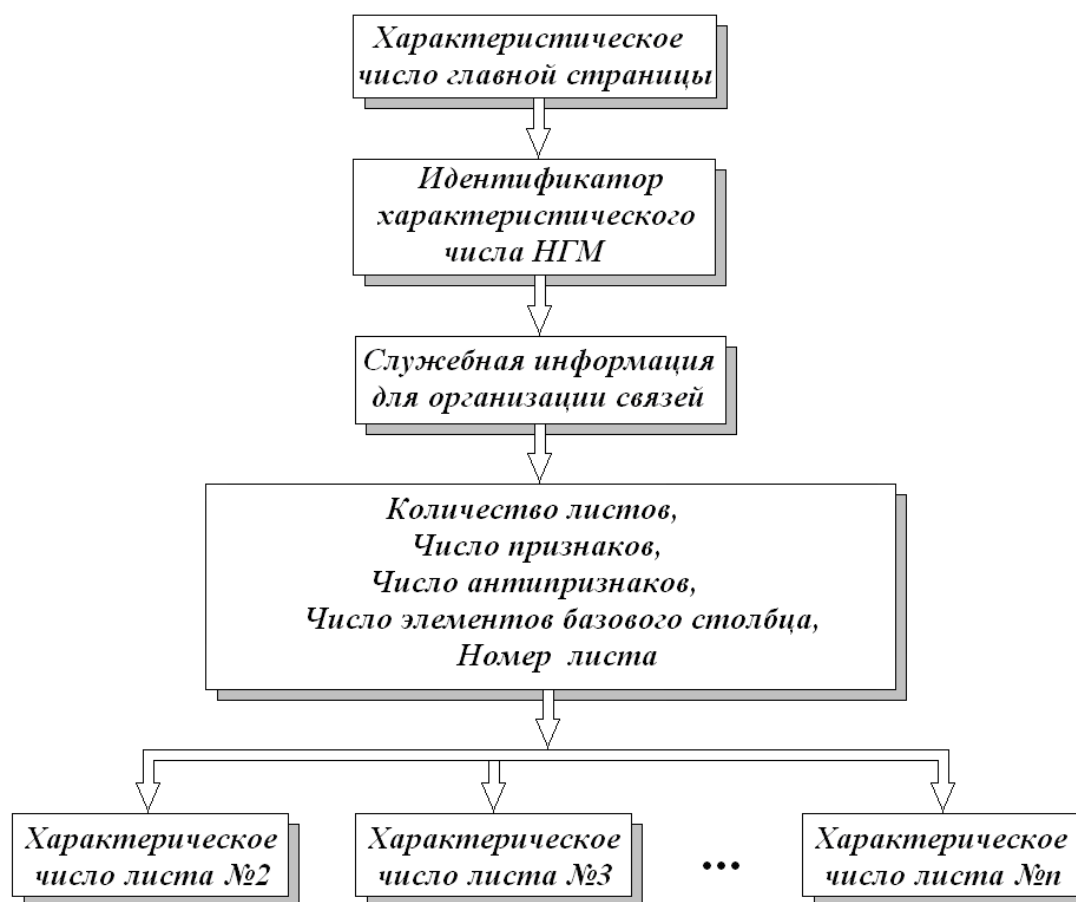 Характеристическое
число главной страницы
Идентификатор
характеристического
числа НГМ
Служебная информация
для организации связей
Количество листов,
Число признаков,
Число антипризнаков,
Число элементов базового столбца,
Номер листа
Характерическое
число листа №2
Характерическое
число листа №3
...
Характерическое
число листа №n